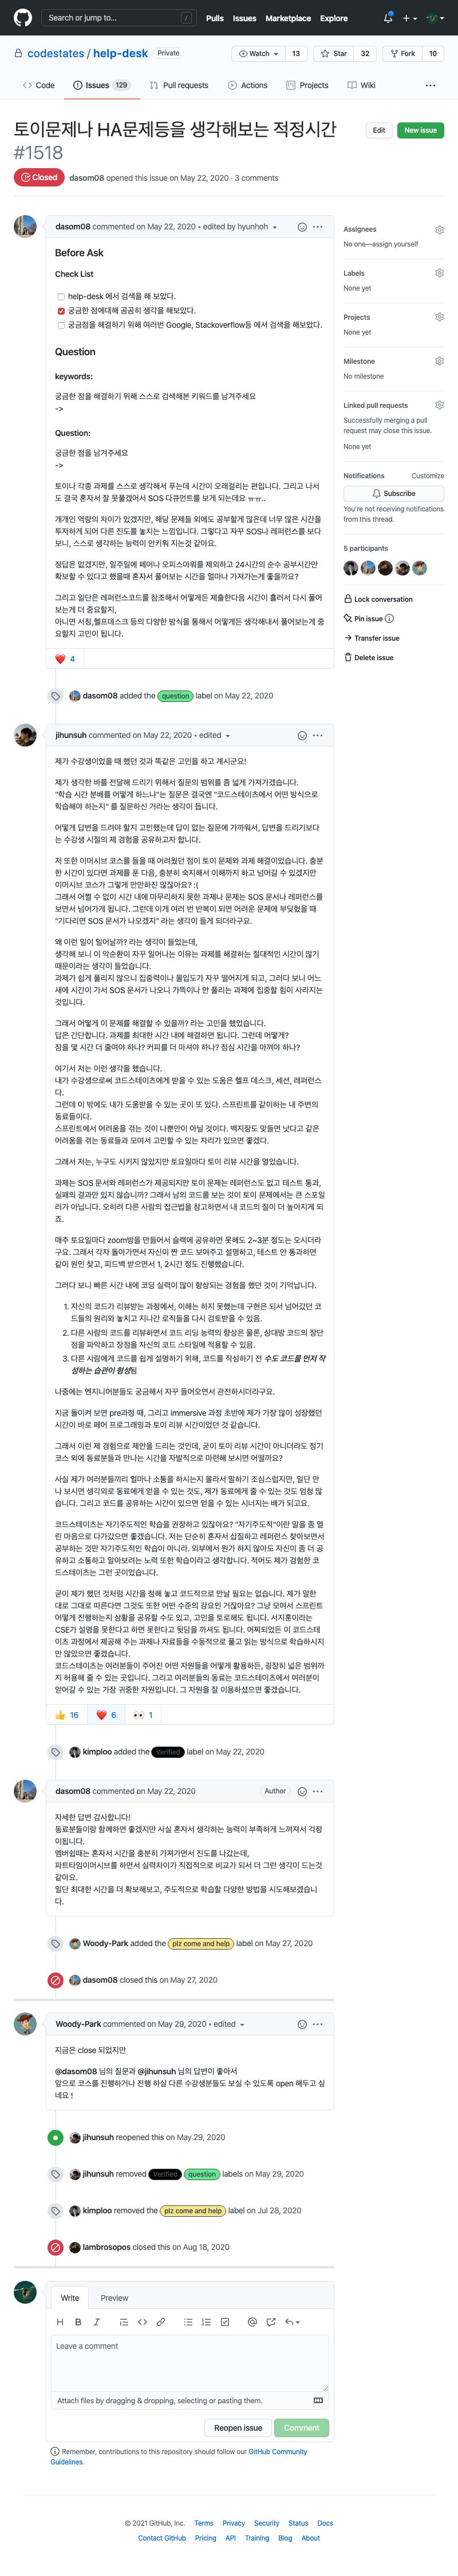 Search or jump to...
/
Pulls
Issues
Marketplace
Explore
codestates / help-desk
Private
Watch
13
Star
32
Fork
10
Code
Issues 129
Pull requests
Actions
Projects
Wiki
토이문제나 HA문제등을 생각해보는 적정시간
#1518
Edit
New issue
Closed
dasom08 opened this issue on May 22, 2020 · 3 comments
dasom08 commented on May 22, 2020 • edited by hyunhoh
Before Ask
Check List
help-desk 에서 검색을 해 보았다.
궁금한 점에대해 곰곰히 생각을 해보았다.
궁금점을 해결하기 위해 여러번 Google, Stackoverflow등 에서 검색을 해보았다.
Question
keywords:
궁금한 점을 해결하기 위해 스스로 검색해본 키워드를 남겨주세요
->
Question:
궁금한 점을 남겨주세요
->
토이나 각종 과제를 스스로 생각해서 푸는데 시간이 오래걸리는 편입니다. 그리고 나서
도 결국 혼자서 잘 못풀겠어서 SOS 다큐먼트를 보게 되는데요 ㅠㅠ..
개개인 역량의 차이가 있겠지만, 해당 문제들 외에도 공부할게 많은데 너무 많은 시간을
투자하게 되어 다른 진도를 놓치는 느낌입니다. 그렇다고 자꾸 SOS나 레퍼런스를 보다
보니, 스스로 생각하는 능력이 안키워 지는것 같아요.
정답은 없겠지만, 일주일에 페어나 오피스아워를 제외하고 24시간의 순수 공부시간만
확보할 수 있다고 했을때 혼자서 풀어보는 시간을 얼마나 가져가는게 좋을까요?
그리고 일단은 레퍼런스코드를 참조해서 어떻게든 제출한다음 시간이 흘러서 다시 풀어
보는게 더 중요할지,
아니면 서칭,헬프데스크 등의 다양한 방식을 통해서 어떻게든 생각해내서 풀어보는게 중
요할지 고민이 됩니다.
4
dasom08 added the question label on May 22, 2020
jihunsuh commented on May 22, 2020 • edited
제가 수강생이었을 때 했던 것과 똑같은 고민을 하고 계시군요!
제가 생각한 바를 전달해 드리기 위해서 질문의 범위를 좀 넓게 가져가겠습니다.
"학습 시간 분배를 어떻게 하느냐"는 질문은 결국엔 "코드스테이츠에서 어떤 방식으로
학습해야 하는지" 를 질문하신 거라는 생각이 듭니다.
어떻게 답변을 드려야 할지 고민했는데 답이 없는 질문에 가까워서, 답변을 드리기보다
는 수강생 시절의 제 경험을 공유하고자 합니다.
저 또한 이머시브 코스를 들을 때 어려웠던 점이 토이 문제와 과제 해결이었습니다. 충분
한 시간이 있다면 과제를 푼 다음, 충분히 숙지해서 이해까지 하고 넘어갈 수 있겠지만
이머시브 코스가 그렇게 만만하진 않잖아요? :(
그래서 어쩔 수 없이 시간 내에 마무리하지 못한 과제나 문제는 SOS 문서나 레퍼런스를
보면서 넘어가게 됩니다. 그런데 이게 여러 번 반복이 되면 어려운 문제에 부딪혔을 때
"기다리면 SOS 문서가 나오겠지" 라는 생각이 들게 되더라구요.
왜 이런 일이 일어날까? 라는 생각이 들었는데,
생각해 보니 이 악순환이 자꾸 일어나는 이유는 과제를 해결하는 절대적인 시간이 많기
때문이라는 생각이 들었습니다.
과제가 쉽게 풀리지 않으니 집중력이나 몰입도가 자꾸 떨어지게 되고, 그러다 보니 어느
새에 시간이 가서 SOS 문서가 나오니 가뜩이나 안 풀리는 과제에 집중할 힘이 사라지는
것입니다.
그래서 어떻게 이 문제를 해결할 수 있을까? 라는 고민을 했었습니다.
답은 간단합니다. 과제를 최대한 시간 내에 해결하면 됩니다. 그런데 어떻게?
잠을 몇 시간 더 줄여야 하나? 커피를 더 마셔야 하나? 점심 시간을 아껴야 하나?
여기서 저는 이런 생각을 했습니다.
내가 수강생으로써 코드스테이츠에게 받을 수 있는 도움은 헬프 데스크, 세션, 레퍼런스
다.
그런데 이 밖에도 내가 도움받을 수 있는 곳이 또 있다. 스프린트를 같이하는 내 주변의
동료들이다.
스프린트에서 어려움을 겪는 것이 나뿐만이 아닐 것이다. 백지장도 맞들면 낫다고 같은
어려움을 겪는 동료들과 모여서 고민할 수 있는 자리가 있으면 좋겠다.
그래서 저는, 누구도 시키지 않았지만 토요일마다 토이 리뷰 시간을 열었습니다.
과제는 SOS 문서와 레퍼런스가 제공되지만 토이 문제는 레퍼런스도 없고 테스트 통과,
실패의 결과만 있지 않습니까? 그래서 남의 코드를 보는 것이 토이 문제에서는 큰 스포일
러가 아닙니다. 오히려 다른 사람의 접근법을 참고하면서 내 코드의 질이 더 높아지게 되
죠.
매주 토요일마다 zoom방을 만들어서 슬랙에 공유하면 못해도 2~3분 정도는 오시더라
구요. 그래서 각자 돌아가면서 자신이 짠 코드 보여주고 설명하고, 테스트 안 통과하면
같이 원인 찾고, 피드백 받으면서 1, 2시간 정도 진행했습니다.
그러다 보니 빠른 시간 내에 코딩 실력이 많이 향상되는 경험을 했던 것이 기억납니다.
1. 자신의 코드가 리뷰받는 과정에서, 이해는 하지 못했는데 구현은 되서 넘어갔던 코
드들의 원리와 놓치고 지나간 로직들을 다시 검토받을 수 있음.
2. 다른 사람의 코드를 리뷰하면서 코드 리딩 능력의 향상은 물론, 상대방 코드의 장단
점을 파악하고 장점을 자신의 코드 스타일에 적용할 수 있음.
3. 다른 사람에게 코드를 쉽게 설명하기 위해, 코드를 작성하기 전 수도 코드를 먼저 작
성하는 습관이 형성됨
나중에는 엔지니어분들도 궁금해서 자꾸 들어오면서 관전하시더라구요.
지금 돌이켜 보면 pre과정 때, 그리고 immersive 과정 초반에 제가 가장 많이 성장했던
시간이 바로 페어 프로그래밍과 토이 리뷰 시간이었던 것 같습니다.
그래서 이런 제 경험으로 제안을 드리는 건인데, 굳이 토이 리뷰 시간이 아니더라도 정기
코스 외에 동료분들과 만나는 시간을 자발적으로 마련해 보시면 어떨까요?
사실 제가 여러분들끼리 얼마나 소통을 하시는지 몰라서 말하기 조심스럽지만, 일단 만
나 보시면 생각외로 동료에게 얻을 수 있는 것도, 제가 동료에게 줄 수 있는 것도 엄청 많
습니다. 그리고 코드를 공유하는 시간이 있으면 얻을 수 있는 시너지는 배가 되고요.
코드스테이츠는 자기주도적인 학습을 권장하고 있잖아요? "자기주도적"이란 말을 좀 열
린 마음으로 다가갔으면 좋겠습니다. 저는 단순히 혼자서 삽질하고 레퍼런스 찾아보면서
공부하는 것만 자기주도적인 학습이 아니라. 외부에서 뭔가 하지 않아도 자신이 좀 더 공
유하고 소통하고 알아보려는 노력 또한 학습이라고 생각합니다. 적어도 제가 경험한 코
드스테이츠는 그런 곳이었습니다.
굳이 제가 했던 것처럼 시간을 정해 놓고 코드적으로 만날 필요는 없습니다. 제가 말한
대로 그대로 따른다면 그것도 또한 어떤 수준의 강요인 거잖아요? 그냥 모여서 스프린트
어떻게 진행하는지 상황을 공유할 수도 있고, 고민을 토로해도 됩니다. 서지훈이라는
CSE가 설명을 못한다고 하면 못한다고 뒷담을 까셔도 됩니다. 어찌되었든 이 코드스테
이츠 과정에서 제공해 주는 과제나 자료들을 수동적으로 풀고 읽는 방식으로 학습하시지
만 않았으면 좋겠습니다.
코드스테이츠는 여러분들이 주어진 어떤 자원들을 어떻게 활용하든, 굉장히 넓은 범위까
지 허용해 줄 수 있는 곳입니다. 그리고 여러분들의 동료는 코드스테이츠에서 여러분이
얻어갈 수 있는 가장 귀중한 자원입니다. 그 자원을 잘 이용하셨으면 좋겠습니다.
16
6
1
kimploo added the Verified label on May 22, 2020
dasom08 commented on May 22, 2020
Author
자세한 답변 감사합니다!
동료분들이랑 함께하면 좋겠지만 사실 혼자서 생각하는 능력이 부족하게 느껴져서 걱정
이됩니다.
멤버쉽때는 혼자서 시간을 충분히 가져가면서 진도를 나갔는데,
파트타임이머시브를 하면서 실력차이가 직접적으로 비교가 되서 더 그런 생각이 드는것
같아요.
일단 최대한 시간을 더 확보해보고, 주도적으로 학습할 다양한 방법을 시도해보겠습니
다.
Woody-Park added the plz come and help label on May 27, 2020
dasom08 closed this on May 27, 2020
Woody-Park commented on May 29, 2020 • edited
지금은 close 되었지만
@dasom08 님의 질문과 @jihunsuh 님의 답변이 좋아서
앞으로 코스를 진행하거나 진행 하실 다른 수강생분들도 보실 수 있도록 open 해두고 싶
네요 !
jihunsuh reopened this on May 29, 2020
jihunsuh removed Verified question labels on May 29, 2020
kimploo removed the plz come and help label on Jul 28, 2020
lambrosopos closed this on Aug 18, 2020
Write
Preview
Leave a comment
Attach files by dragging & dropping, selecting or pasting them.
Reopen issue
Comment
Remember, contributions to this repository should follow our GitHub Community
Guidelines.
Assignees
No one—assign yourself
Labels
None yet
Projects
None yet
Milestone
No milestone
Linked pull requests
Successfully merging a pull
request may close this issue.
None yet
Notifications
Customize
Subscribe
You're not receiving notifications
from this thread.
5 participants
Lock conversation
Pin issue
Transfer issue
Delete issue
© 2021 GitHub, Inc.
Terms
Privacy
Security
Status
Docs
Contact GitHub
Pricing
API
Training
Blog
About